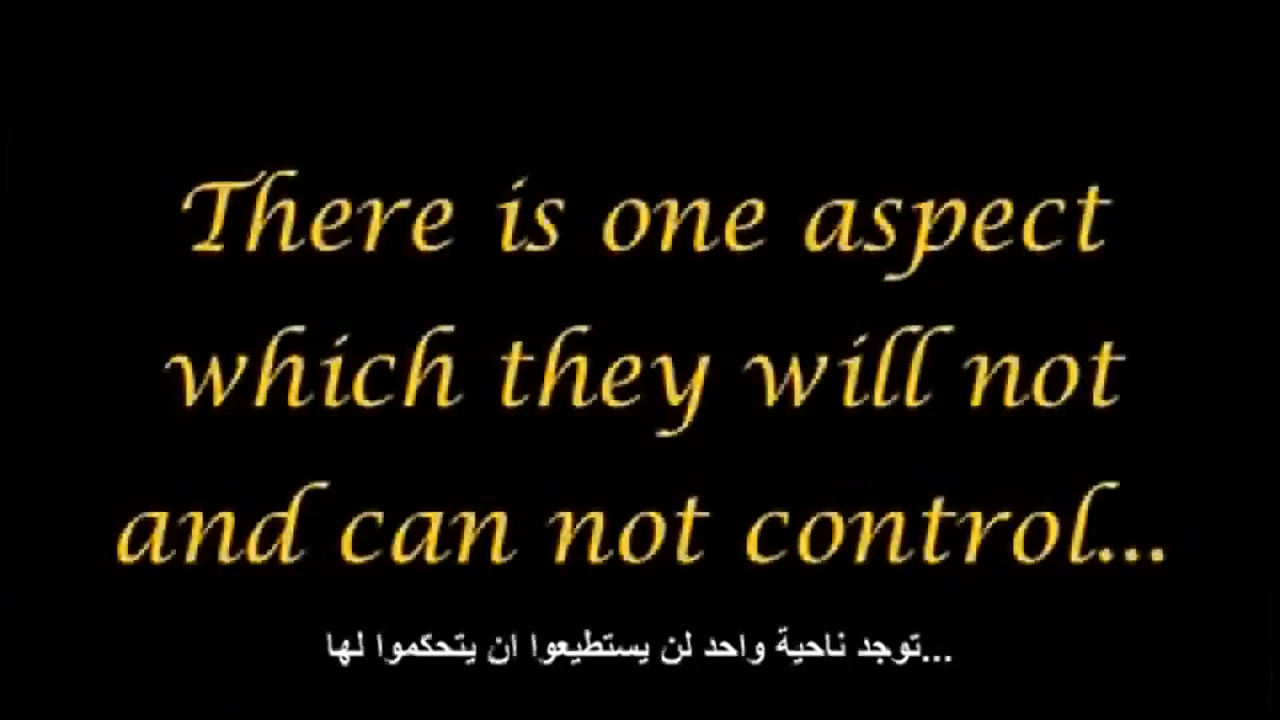 There is one aspect
which they will not
and can not control...
...توجد ناحية واحد لن يستطيعوا ان يتحكموا لها